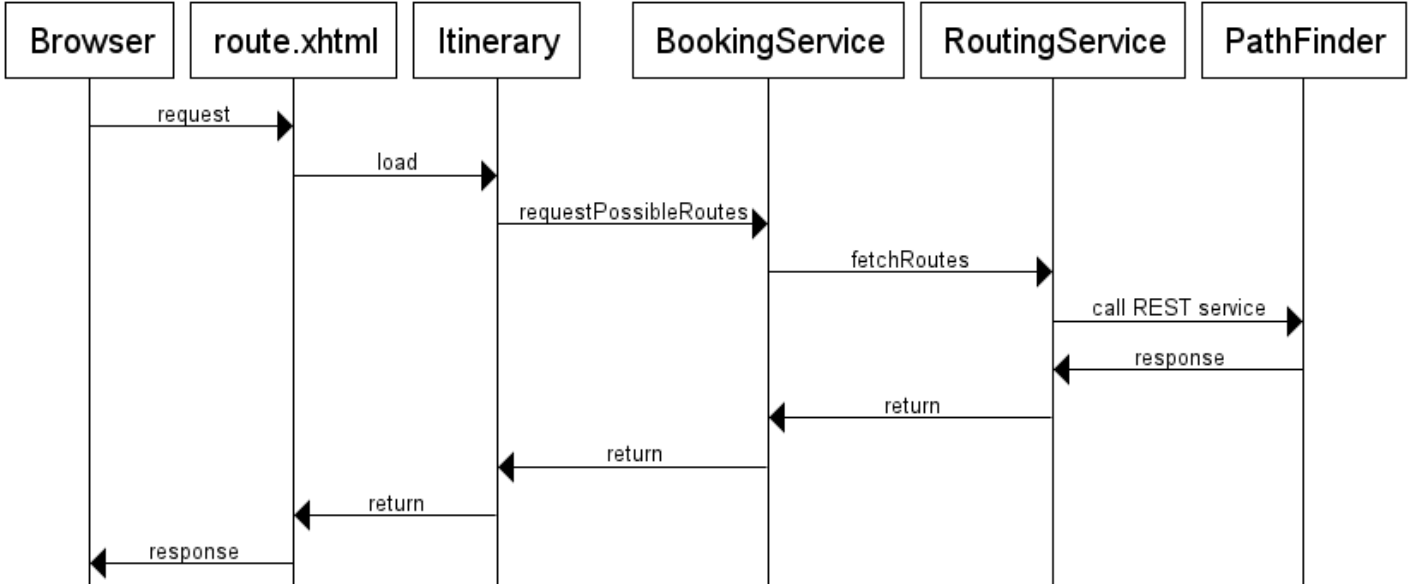 Browser
route.xhtml
Itinerary
BookingService
RoutingService
PathFinder
request
load
requestPossibleRoutes
fetchRoutes
call REST service
response
return
return
return
response